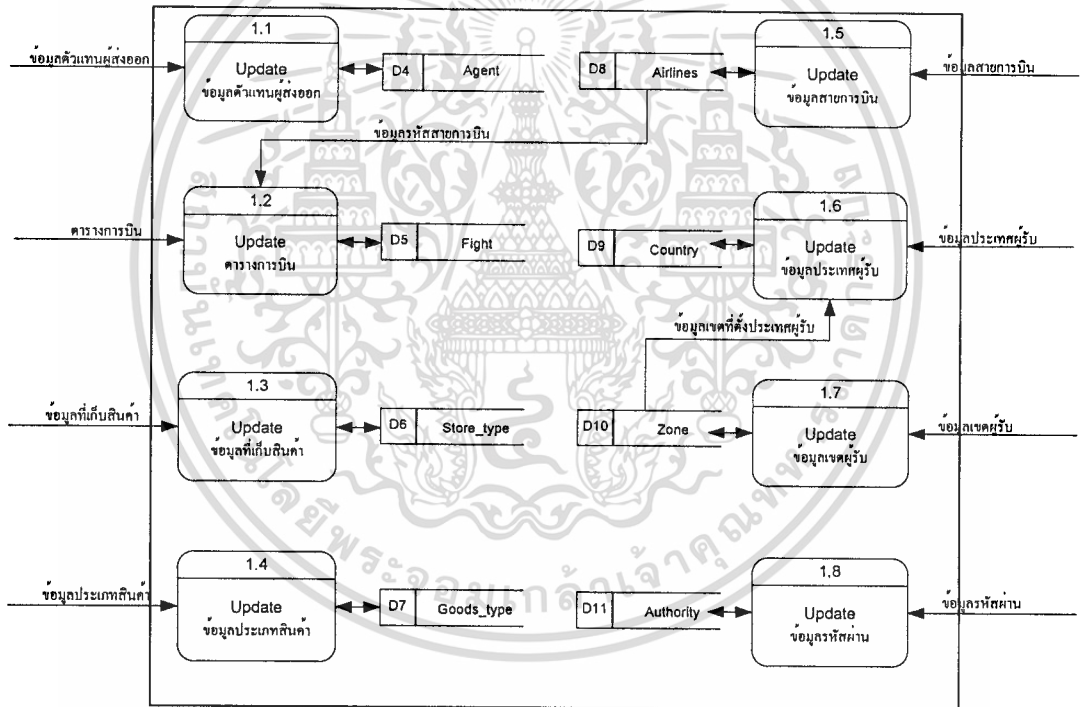 1.1
Update
ข้อมูลตัวแทนผู้ส่งออก
ข้อมูลตัวแทนผู้ส่งออก
D4 Agent
D8 Airlines
1.5
Update
ข้อมูลสายการบิน
ข้อมูลสายการบิน
ข้อมูลรหัสสายการบิน
1.2
Update
ตารางการบิน
ตารางการบิน
D5 Fight
D9 Country
1.6
Update
ข้อมูลประเทศผู้รับ
ข้อมูลประเทศผู้รับ
ข้อมูลเขตที่ตั้งประเทศผู้รับ
1.3
Update
ข้อมูลที่เก็บสินค้า
ข้อมูลที่เก็บสินค้า
D6 Store_type
D10 Zone
1.7
Update
ข้อมูลเขตผู้รับ
ข้อมูลเขตผู้รับ
1.4
Update
ข้อมูลประเภทสินค้า
ข้อมูลประเภทสินค้า
D7 Goods_type
D11 Authority
1.8
Update
ข้อมูลรหัสผ่าน
ข้อมูลรหัสผ่าน